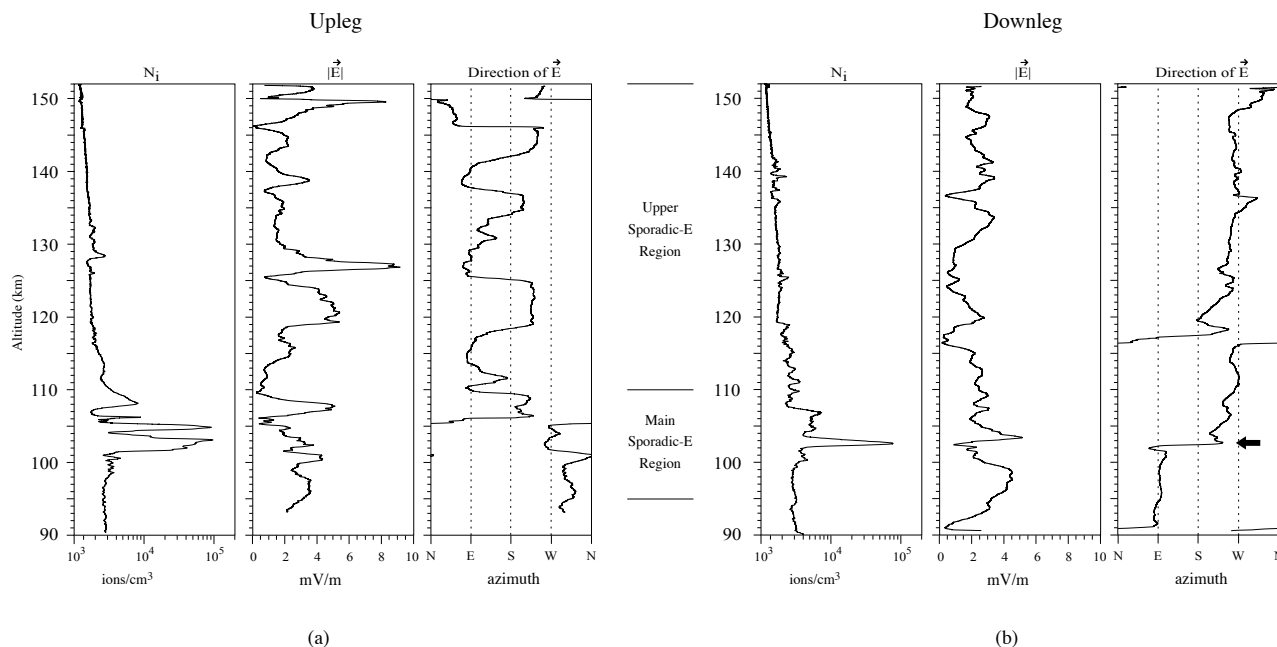 Upleg
Downleg
Nᵢ
|E⃗|
Direction of E⃗
Nᵢ
|E⃗|
Direction of E⃗
150
140
130
120
110
100
90
Altitude (km)
10³ 10⁴ 10⁵
ions/cm³
0 2 4 6 8 10
mV/m
N E S W N
azimuth
Upper
Sporadic-E
Region
Main
Sporadic-E
Region
150
140
130
120
110
100
90
10³ 10⁴ 10⁵
ions/cm³
0 2 4 6 8 10
mV/m
N E S W N
azimuth
(a)
(b)